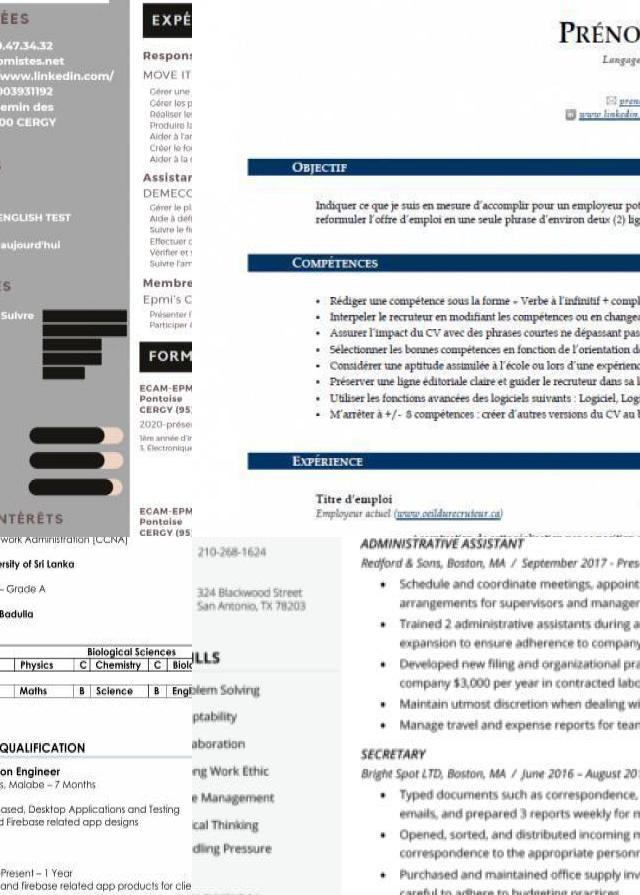 ÉES
0.47.34.32
omistes.net
www.linkedin.com/
003931192
emin des
00 CERGY
S
ENGLISH TEST
aujourd'hui
ES
Suivre
NTÉRÊTS
EXPÉ
Respons
MOVE IT
Gérer une
Gérer les p
Réaliser les
Produire la
Aider à l'ar
Créer le fo
Aider à la
Assistar
DEMECC
Gérer le pl
Aide à défi
Suivre le fi
Effectuer d
Vérifier et s
Suivre l'am
Membre
Epmi's C
Présenter l'
Participer à
FORM
ECAM-EPM
Pontoise
CERGY (95)
2020-présen
1ère année d'in
3, Électronique
ECAM-EPM
Pontoise
CERGY (95)
PRÉNO
Langage
pren
www.linkedin.
OBJECTIF
Indiquer ce que je suis en mesure d'accomplir pour un employeur pot
reformuler l'offre d'emploi en une seule phrase d'environ deux (2) lig
COMPÉTENCES
• Rédiger une compétence sous la forme « Verbe à l'infinitif + compl
• Interpeler le recruteur en modifiant les compétences ou en changea
• Assurer l'impact du CV avec des phrases courtes ne dépassant pas
• Sélectionner les bonnes compétences en fonction de l'orientation d
• Considérer une aptitude assimilée à l'école ou lors d'une expérienc
• Préserver une ligne éditoriale claire et guider le recruteur dans sa l
• Utiliser les fonctions avancées des logiciels suivants : Logiciel, Logi
• M'arrêter à +/- 8 compétences : créer d'autres versions du CV au b
EXPÉRIENCE
Titre d'emploi
Employeur actuel (www.oeildurecruteur.ca)
work Administration [CCNA]
ersity of Sri Lanka
– Grade A
Badulla
Biological Sciences
Physics C Chemistry C Biolo
Maths B Science B Engl
QUALIFICATION
on Engineer
s, Malabe – 7 Months
ased, Desktop Applications and Testing
d Firebase related app designs
Present – 1 Year
and firebase related app products for clie
210-268-1624
324 Blackwood Street
San Antonio, TX 78203
ILLS
blem Solving
ptability
aboration
ng Work Ethic
e Management
cal Thinking
dling Pressure
ADMINISTRATIVE ASSISTANT
Redford & Sons, Boston, MA / September 2017 - Pres
• Schedule and coordinate meetings, appoint
arrangements for supervisors and manager
• Trained 2 administrative assistants during a
expansion to ensure adherence to company
• Developed new filing and organizational pra
company $3,000 per year in contracted labo
• Maintain utmost discretion when dealing wi
• Manage travel and expense reports for tean
SECRETARY
Bright Spot LTD, Boston, MA / June 2016 – August 201
• Typed documents such as correspondence,
emails, and prepared 3 reports weekly for m
• Opened, sorted, and distributed incoming m
correspondence to the appropriate personn
• Purchased and maintained office supply inv
careful to adhere to budgeting practices